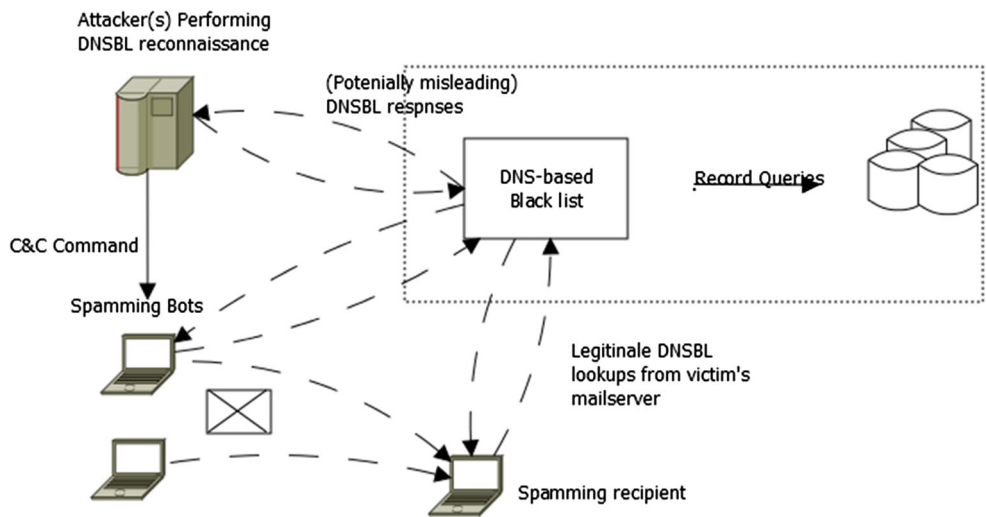 Attacker(s) Performing
DNSBL reconnaissance
(Potenially misleading)
DNSBL respnses
DNS-based
Black list
Record Queries
C&C Command
Spamming Bots
Legitinale DNSBL
lookups from victim's
mailserver
Spamming recipient